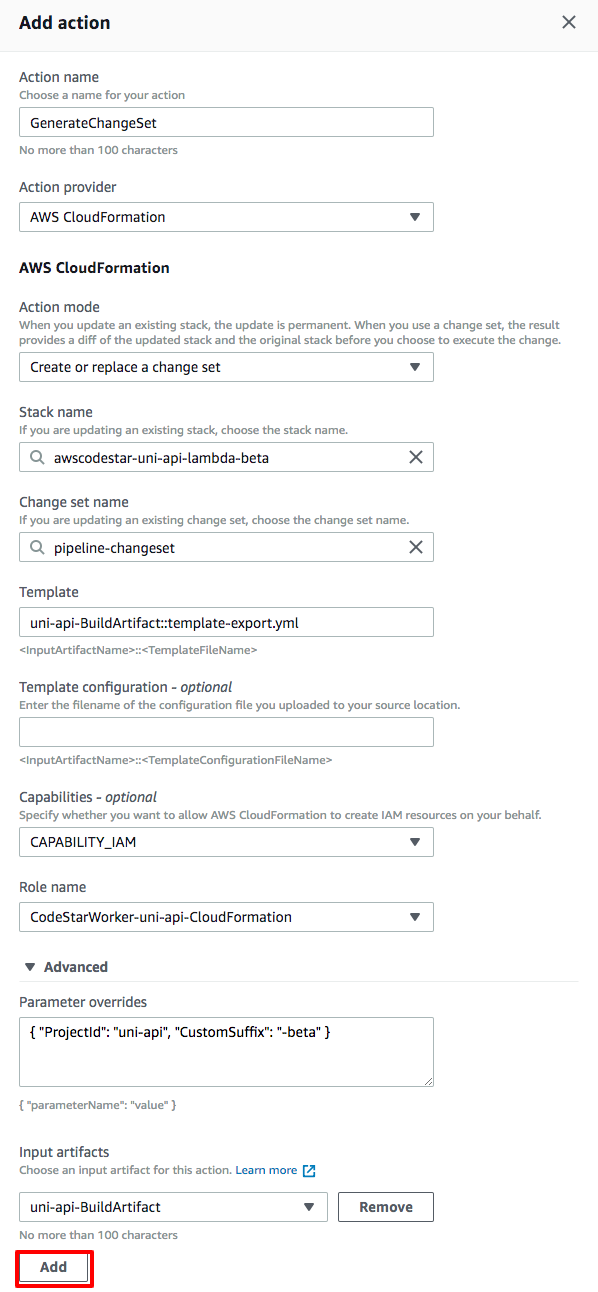 Add action
Action name
Choose a name for your action
GenerateChangeSet
No more than 100 characters
Action provider
AWS CloudFormation
AWS CloudFormation
Action mode
When you update an existing stack, the update is permanent. When you use a change set, the result
provides a diff of the updated stack and the original stack before you choose to execute the change.
Create or replace a change set
Stack name
If you are updating an existing stack, choose the stack name.
awscodestar-uni-api-lambda-beta
Change set name
If you are updating an existing change set, choose the change set name.
pipeline-changeset
Template
uni-api-BuildArtifact::template-export.yml
<InputArtifactName>::<TemplateFileName>
Template configuration - optional
Enter the filename of the configuration file you uploaded to your source location.
<InputArtifactName>::<TemplateConfigurationFileName>
Capabilities - optional
Specify whether you want to allow AWS CloudFormation to create IAM resources on your behalf.
CAPABILITY_IAM
Role name
CodeStarWorker-uni-api-CloudFormation
Advanced
Parameter overrides
{ "ProjectId": "uni-api", "CustomSuffix": "-beta" }
{ "parameterName": "value" }
Input artifacts
Choose an input artifact for this action. Learn more
uni-api-BuildArtifact Remove
No more than 100 characters
Add